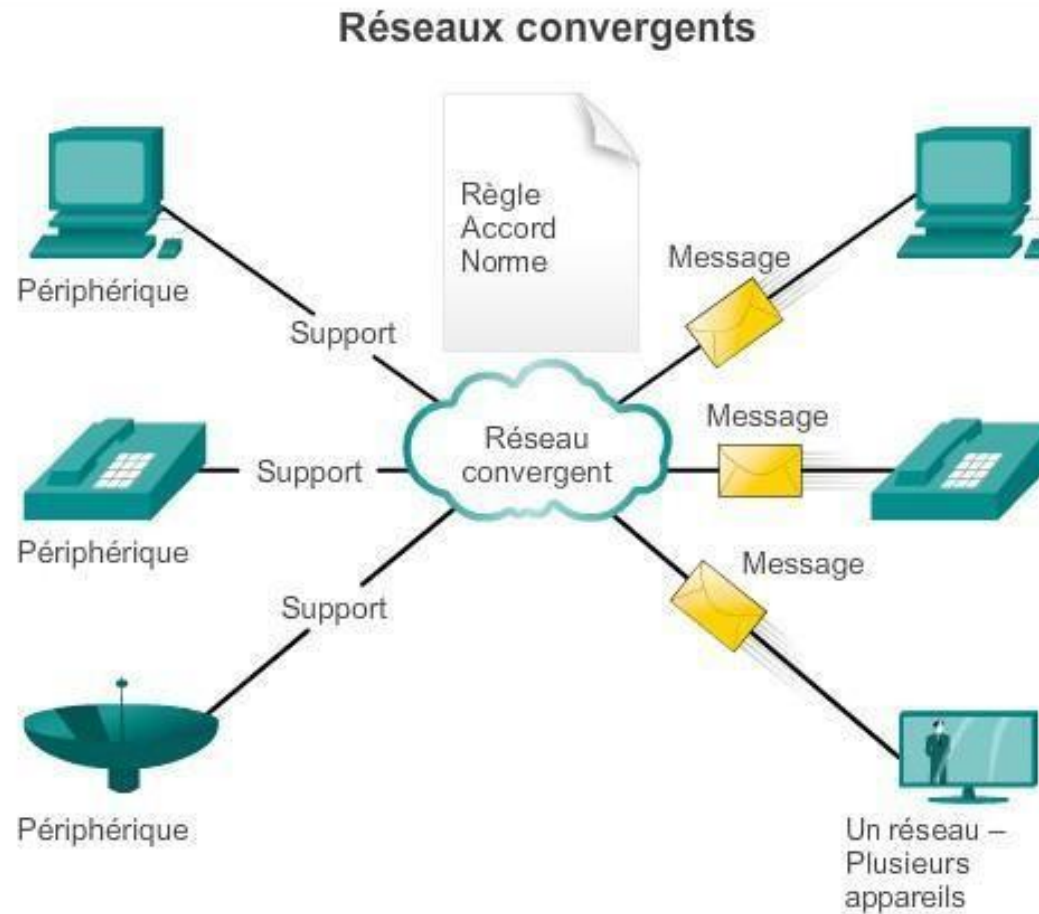 Réseaux convergents
Règle
Accord
Norme
Message
Périphérique
Support
Message
Réseau
convergent
Support
Périphérique
Message
Support
Périphérique
Un réseau –
Plusieurs
appareils